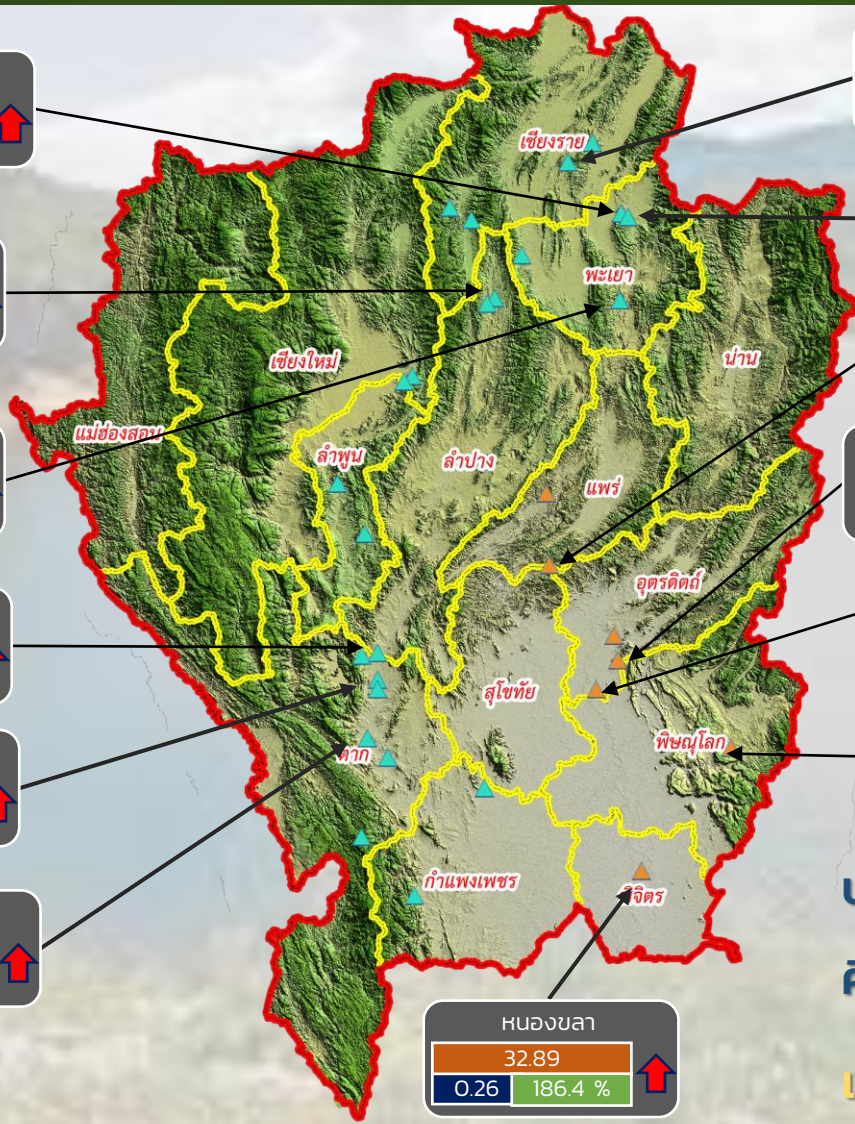 เชียงราย
พะเยา
น่าน
เชียงใหม่
แม่ฮ่องสอน
ลำพูน
ลำปาง
แพร่
อุตรดิตถ์
สุโขทัย
พิษณุโลก
ตาก
กำแพงเพชร
พิจิตร
หนองขลา
32.89
0.26 186.4 %